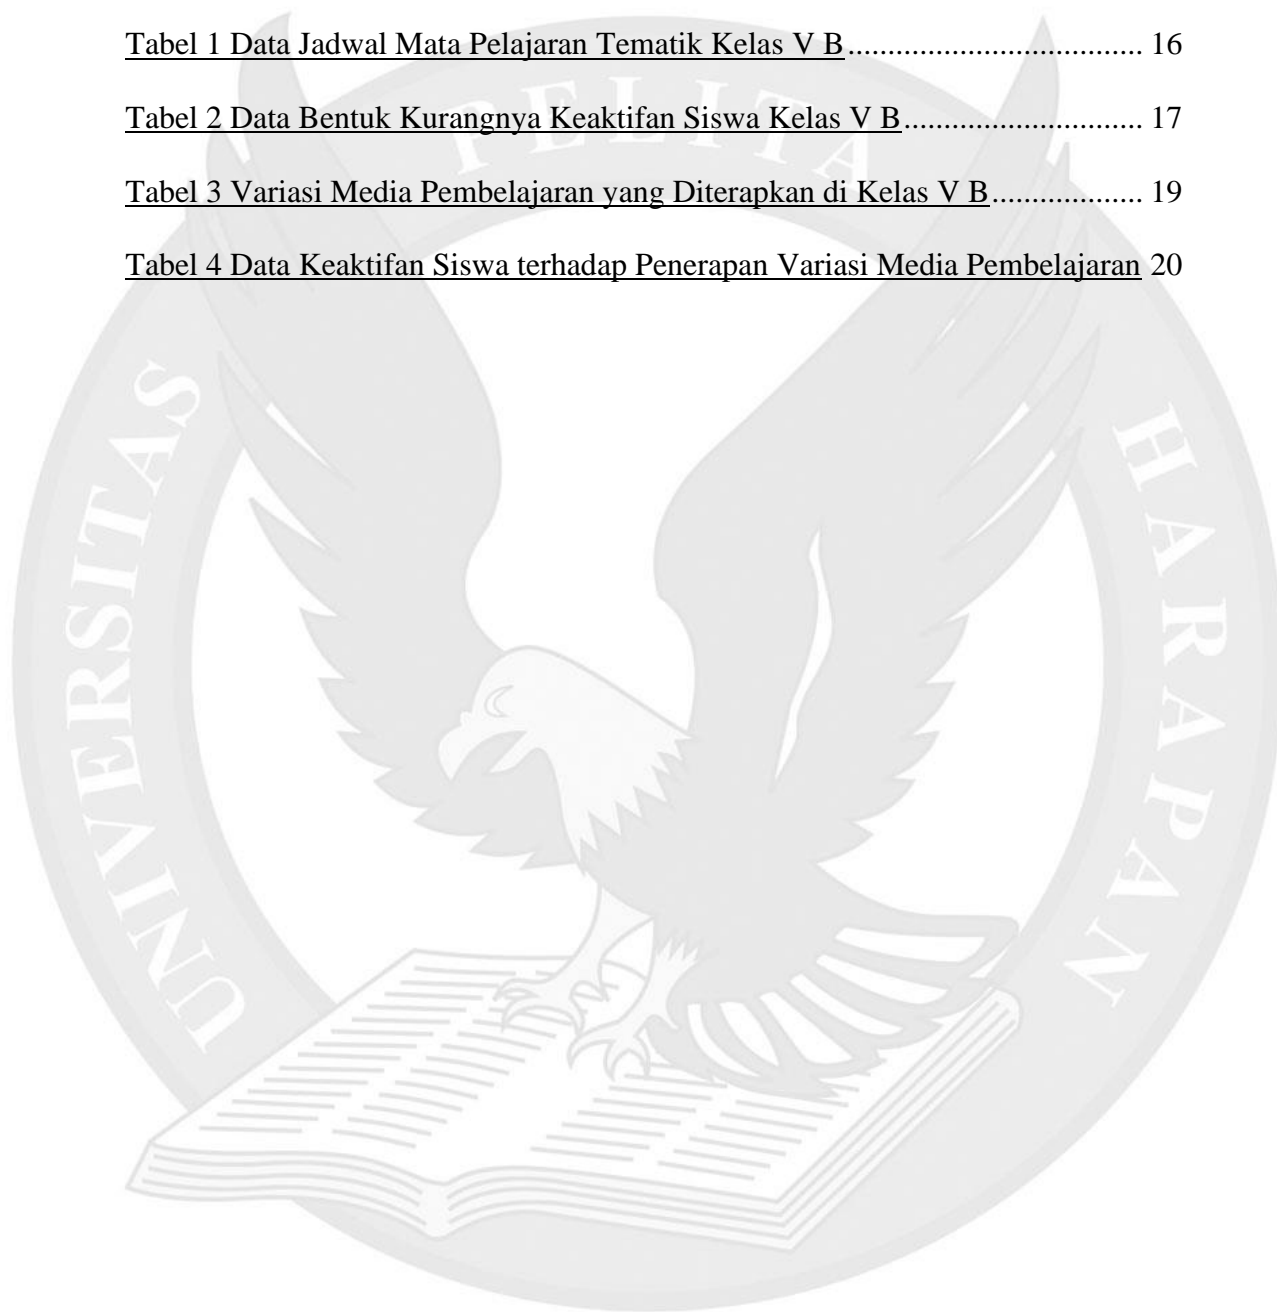 Tabel 1 Data Jadwal Mata Pelajaran Tematik Kelas V B.................................... 16
Tabel 2 Data Bentuk Kurangnya Keaktifan Siswa Kelas V B............................. 17
Tabel 3 Variasi Media Pembelajaran yang Diterapkan di Kelas V B................... 19
Tabel 4 Data Keaktifan Siswa terhadap Penerapan Variasi Media Pembelajaran 20
UNIVERSITAS PELITA HARAPAN